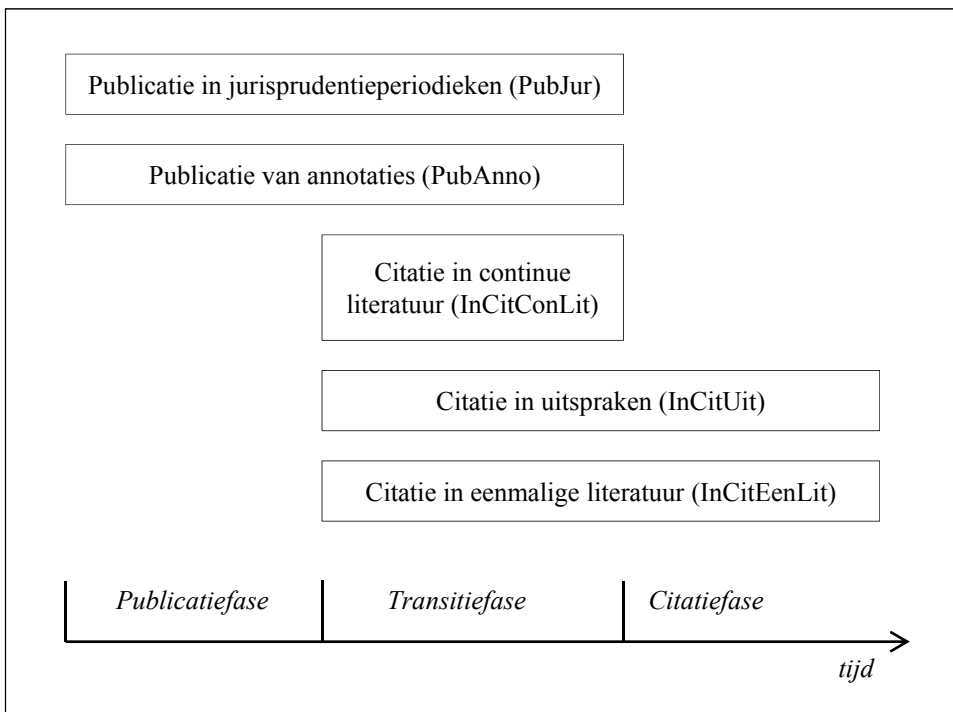 Publicatie in jurisprudentieperiodieken (PubJur)
Publicatie van annotaties (PubAnno)
Citatie in continue
literatuur (InCitConLit)
Citatie in uitspraken (InCitUit)
Citatie in eenmalige literatuur (InCitEenLit)
Publicatiefase Transitiefase Citatiefase
tijd